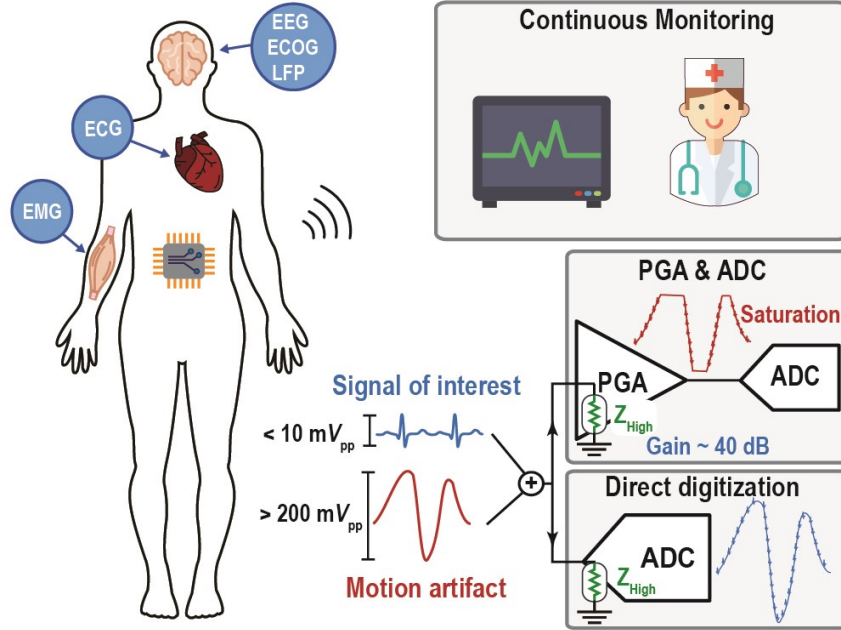 EEG
ECOG
LFP
ECG
EMG
Continuous Monitoring
PGA & ADC
Saturation
PGA
ADC
Z_High
Gain ~ 40 dB
Signal of interest
< 10 mV_pp
> 200 mV_pp
Motion artifact
+
Direct digitization
ADC
Z_High